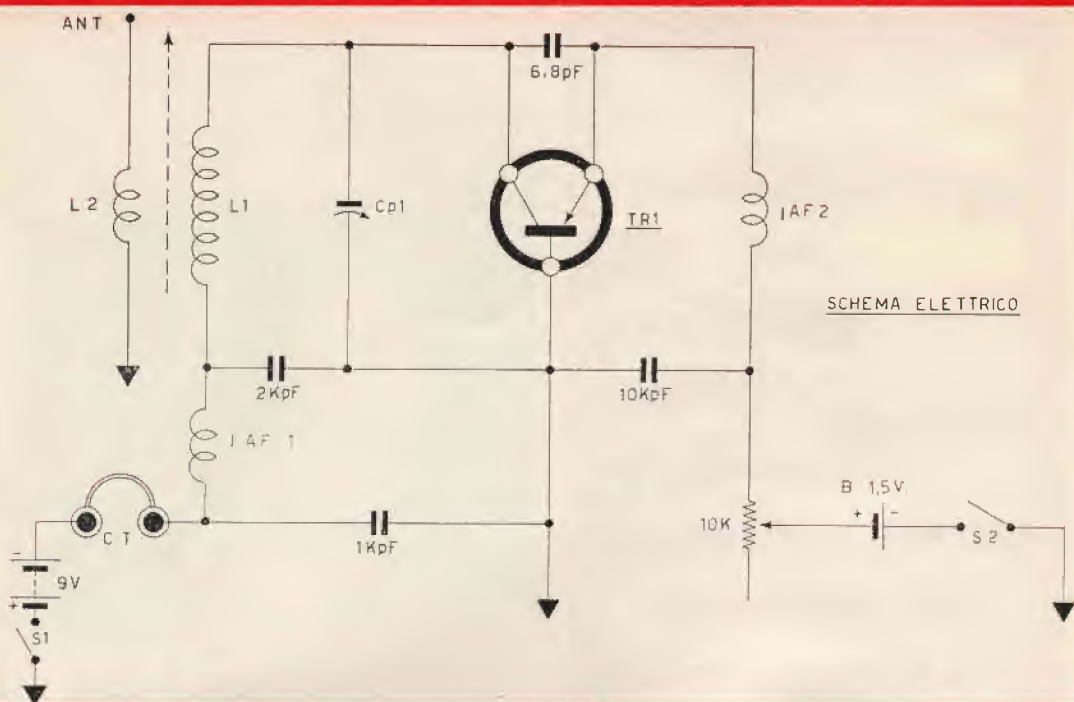 ANT
6.8pF
L2
L1
Cp1
TR1
JAF2
SCHEMA ELETTRICO
2KpF
10KpF
JAF 1
B 1,5V.
+ -
10K
C T
1KpF
S2
-
9V
+
S1